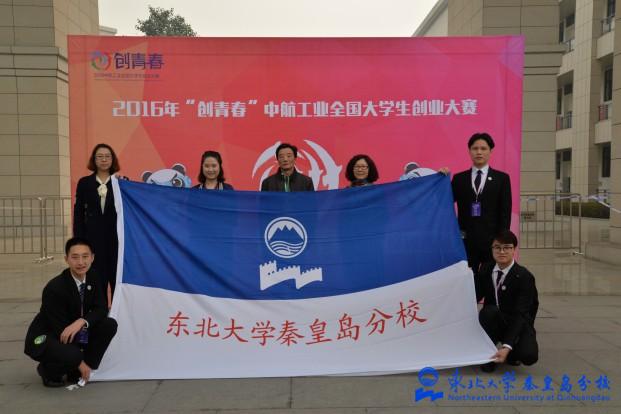 创青春
2016年“创青春”中航工业全国大学生创业大赛
东北大学秦皇岛分校
東北大学秦皇岛分校
Northeastern University at Qinhuangdao